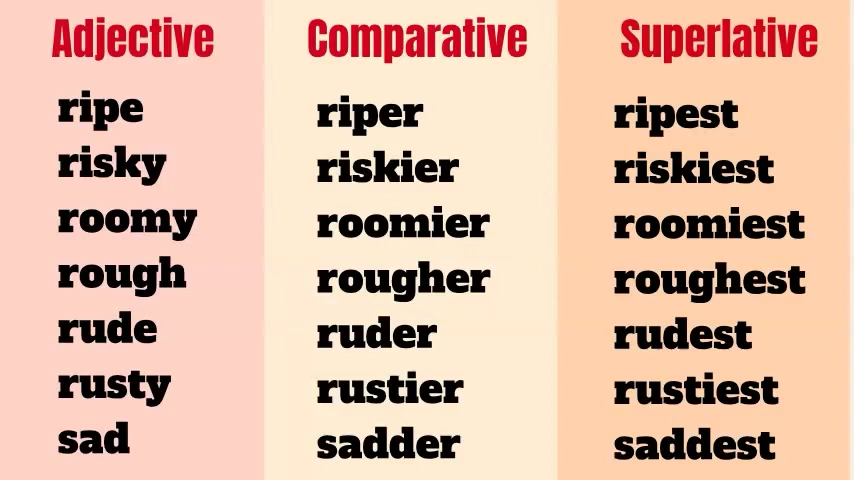 Adjective Comparative Superlative
ripe riper ripest
risky riskier riskiest
roomy roomier roomiest
rough rougher roughest
rude ruder rudest
rusty rustier rustiest
sad sadder saddest